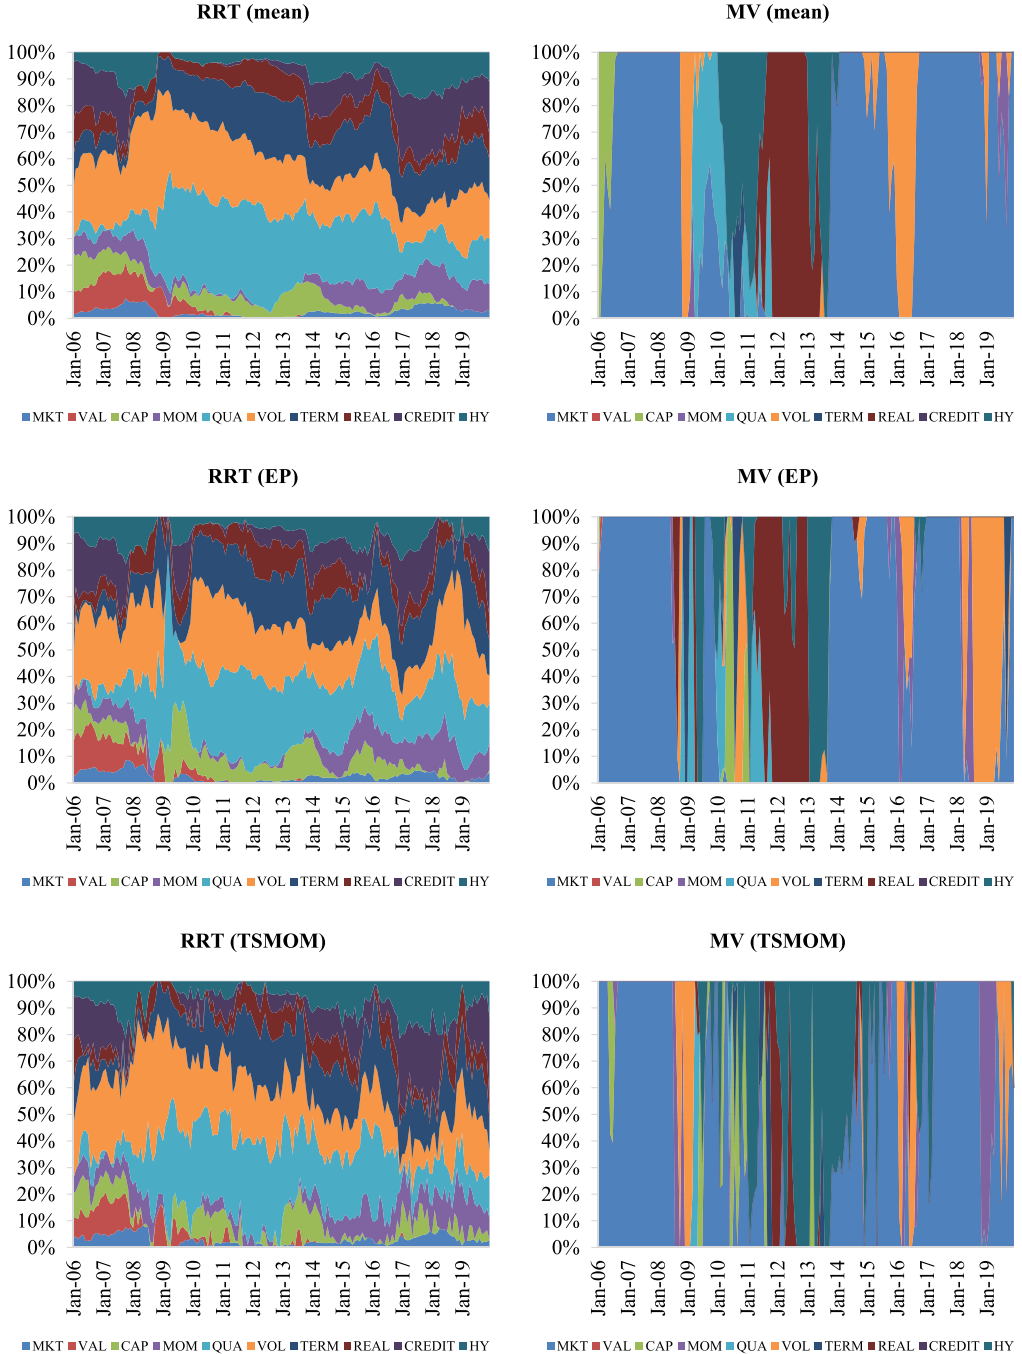 RRT (mean)
100%
90%
80%
70%
60%
50%
40%
30%
20%
10%
0%
Jan-06
Jan-07
Jan-08
Jan-09
Jan-10
Jan-11
Jan-12
Jan-13
Jan-14
Jan-15
Jan-16
Jan-17
Jan-18
Jan-19
MKT VAL CAP MOM QUA VOL TERM REAL CREDIT HY
MV (mean)
100%
90%
80%
70%
60%
50%
40%
30%
20%
10%
0%
Jan-06
Jan-07
Jan-08
Jan-09
Jan-10
Jan-11
Jan-12
Jan-13
Jan-14
Jan-15
Jan-16
Jan-17
Jan-18
Jan-19
MKT VAL CAP MOM QUA VOL TERM REAL CREDIT HY
RRT (EP)
100%
90%
80%
70%
60%
50%
40%
30%
20%
10%
0%
Jan-06
Jan-07
Jan-08
Jan-09
Jan-10
Jan-11
Jan-12
Jan-13
Jan-14
Jan-15
Jan-16
Jan-17
Jan-18
Jan-19
MKT VAL CAP MOM QUA VOL TERM REAL CREDIT HY
MV (EP)
100%
90%
80%
70%
60%
50%
40%
30%
20%
10%
0%
Jan-06
Jan-07
Jan-08
Jan-09
Jan-10
Jan-11
Jan-12
Jan-13
Jan-14
Jan-15
Jan-16
Jan-17
Jan-18
Jan-19
MKT VAL CAP MOM QUA VOL TERM REAL CREDIT HY
RRT (TSMOM)
100%
90%
80%
70%
60%
50%
40%
30%
20%
10%
0%
Jan-06
Jan-07
Jan-08
Jan-09
Jan-10
Jan-11
Jan-12
Jan-13
Jan-14
Jan-15
Jan-16
Jan-17
Jan-18
Jan-19
MKT VAL CAP MOM QUA VOL TERM REAL CREDIT HY
MV (TSMOM)
100%
90%
80%
70%
60%
50%
40%
30%
20%
10%
0%
Jan-06
Jan-07
Jan-08
Jan-09
Jan-10
Jan-11
Jan-12
Jan-13
Jan-14
Jan-15
Jan-16
Jan-17
Jan-18
Jan-19
MKT VAL CAP MOM QUA VOL TERM REAL CREDIT HY